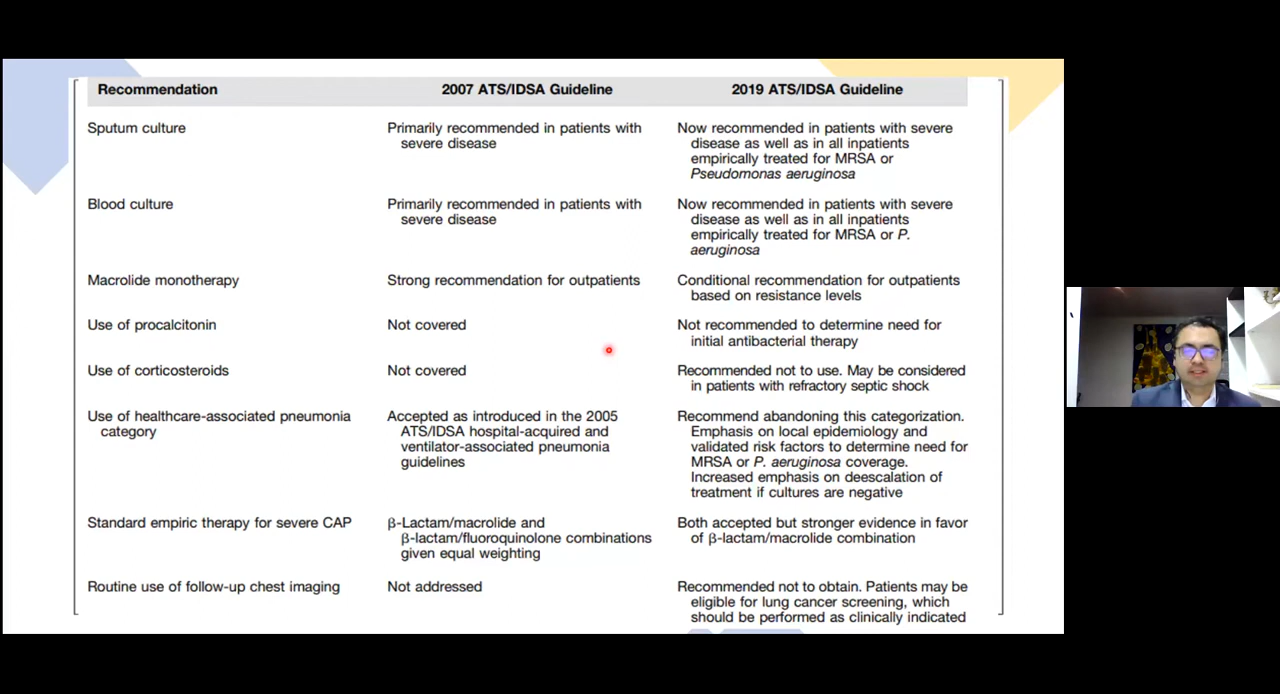 Recommendation 2007 ATS/IDSA Guideline 2019 ATS/IDSA Guideline
Sputum culture
Primarily recommended in patients with
severe disease
Now recommended in patients with severe
disease as well as in all inpatients
empirically treated for MRSA or
Pseudomonas aeruginosa
Blood culture
Primarily recommended in patients with
severe disease
Now recommended in patients with severe
disease as well as in all inpatients
empirically treated for MRSA or P.
aeruginosa
Macrolide monotherapy
Strong recommendation for outpatients
Conditional recommendation for outpatients
based on resistance levels
Use of procalcitonin
Not covered
Not recommended to determine need for
initial antibacterial therapy
Use of corticosteroids
Not covered
Recommended not to use. May be considered
in patients with refractory septic shock
Use of healthcare-associated pneumonia
category
Accepted as introduced in the 2005
ATS/IDSA hospital-acquired and
ventilator-associated pneumonia
guidelines
Recommend abandoning this categorization.
Emphasis on local epidemiology and
validated risk factors to determine need for
MRSA or P. aeruginosa coverage.
Increased emphasis on deescalation of
treatment if cultures are negative
Standard empiric therapy for severe CAP
β-Lactam/macrolide and
β-lactam/fluoroquinolone combinations
given equal weighting
Both accepted but stronger evidence in favor
of β-lactam/macrolide combination
Routine use of follow-up chest imaging
Not addressed
Recommended not to obtain. Patients may be
eligible for lung cancer screening, which
should be performed as clinically indicated